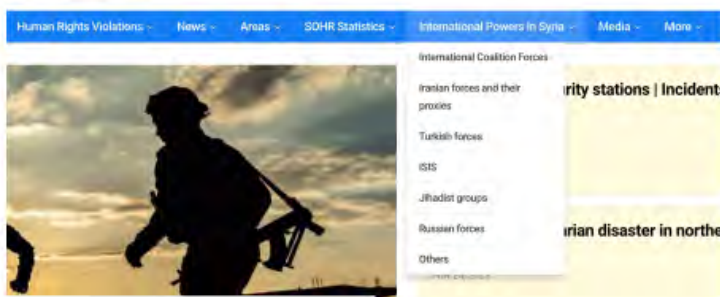 Human Rights Violations
News
Areas
SOHR Statistics
International Powers in Syria
Media
More
International Coalition Forces
Iranian forces and their
proxies
Turkish forces
ISIS
Jihadist groups
Russian forces
Others
rity stations | Incidents
rian disaster in northe